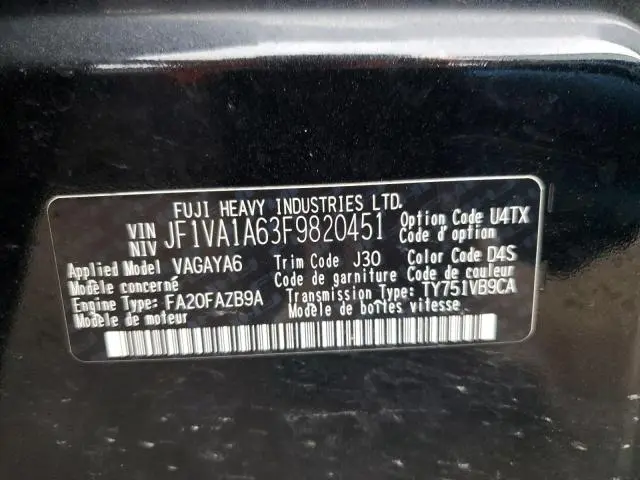 FUJI HEAVY INDUSTRIES LTD.
VIN NIV JF1VA1A63F9820451 Option Code U4TX
Code d'option
Applied Model VAGAYA6 Trim Code J30 Color Code D4S
Modele concerné Code de garniture Code de couleur
Engine Type: FA20FAZB9A Transmission Type: TY751VB9CA
Modele de moteur Modele de boîtes vitesse